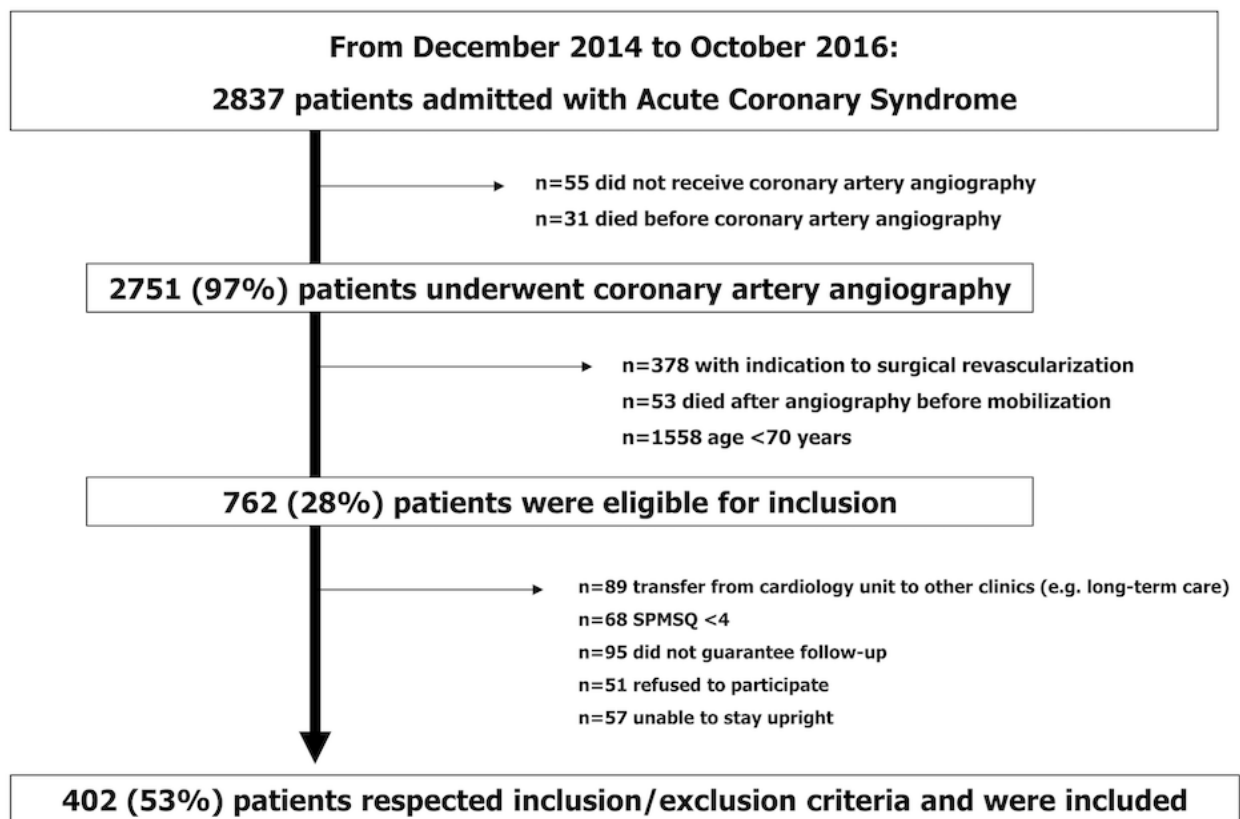 From December 2014 to October 2016:
2837 patients admitted with Acute Coronary Syndrome
n=55 did not receive coronary artery angiography
n=31 died before coronary artery angiography
2751 (97%) patients underwent coronary artery angiography
n=378 with indication to surgical revascularization
n=53 died after angiography before mobilization
n=1558 age <70 years
762 (28%) patients were eligible for inclusion
n=89 transfer from cardiology unit to other clinics (e.g. long-term care)
n=68 SPMSQ <4
n=95 did not guarantee follow-up
n=51 refused to participate
n=57 unable to stay upright
402 (53%) patients respected inclusion/exclusion criteria and were included